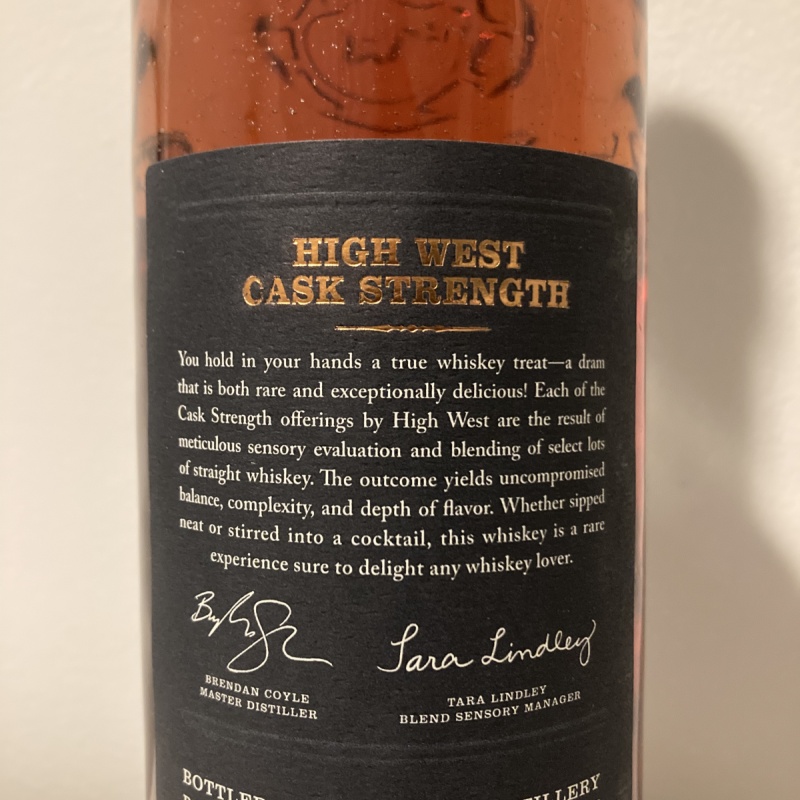 HIGH WEST
CASK STRENGTH
You hold in your hands a true whiskey treat—a dram
that is both rare and exceptionally delicious! Each of the
Cask Strength offerings by High West are the result of
meticulous sensory evaluation and blending of select lots
of straight whiskey. The outcome yields uncompromised
balance, complexity, and depth of flavor. Whether sipped
neat or stirred into a cocktail, this whiskey is a rare
experience sure to delight any whiskey lover.
Tara Lindley
BRENDAN COYLE
MASTER DISTILLER
TARA LINDLEY
BLEND SENSORY MANAGER